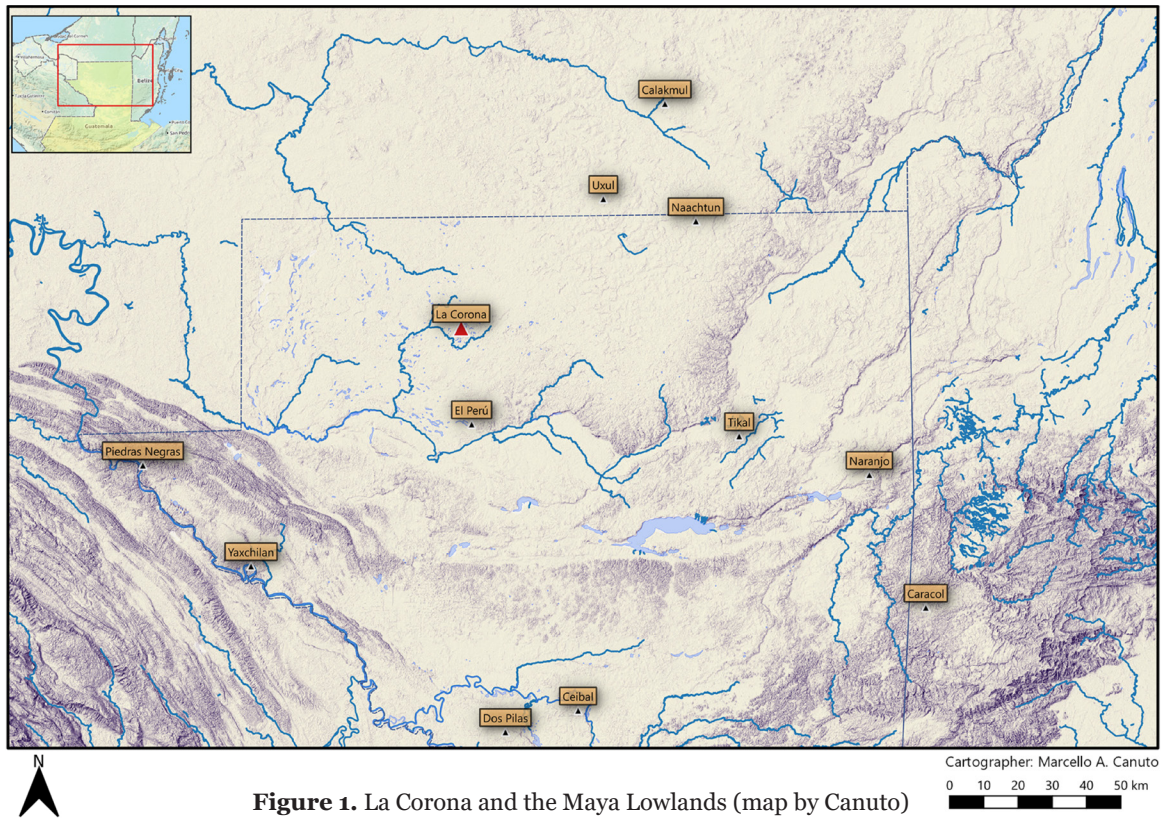 Calakmul
Uxul
Naachtun
La Corona
El Perú
Tikal
Piedras Negras
Naranjo
Yaxchilan
Caracol
Ceibal
Dos Pilas
Belize
Guatemala
N
Cartographer: Marcello A. Canuto
0 10 20 30 40 50 km
Figure 1. La Corona and the Maya Lowlands (map by Canuto)